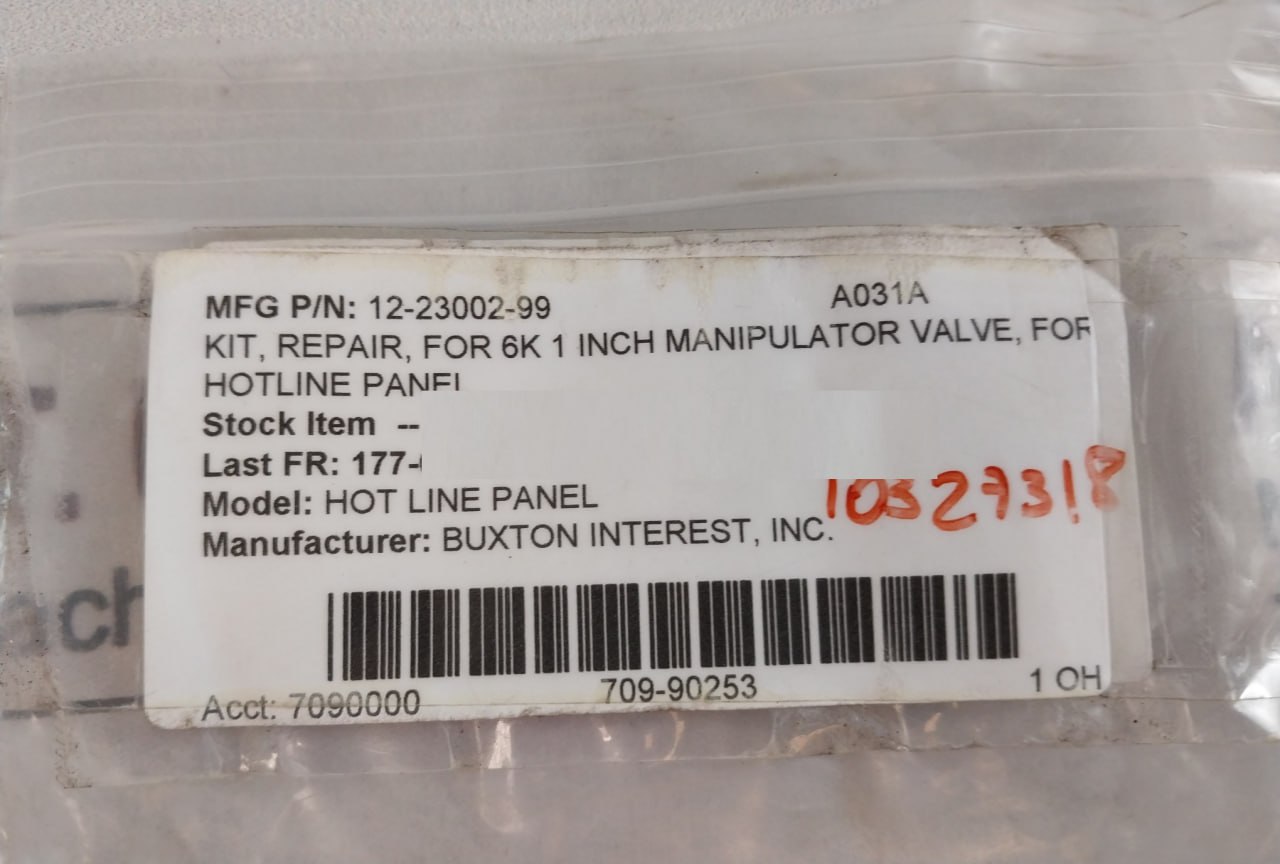 MFG P/N: 12-23002-99 A031A
KIT, REPAIR, FOR 6K 1 INCH MANIPULATOR VALVE, FOR
HOTLINE PANEL
Stock Item --
Last FR: 177-
Model: HOT LINE PANEL
10327318
Manufacturer: BUXTON INTEREST, INC.
ach
709-90253
Acct: 7090000 1 OH